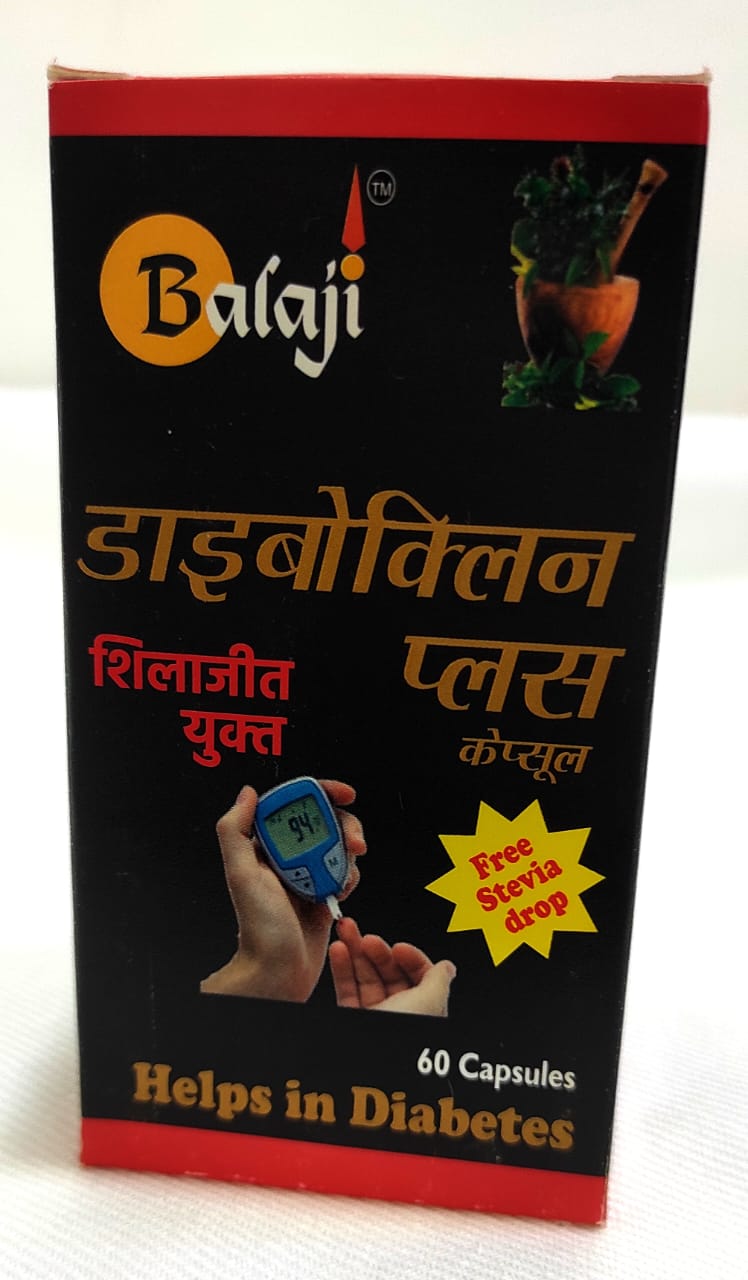 Balaji TM
डाइबोक्लिन
प्लस
केप्सूल
शिलाजीत
युक्त
94
M
Free
Stevia
drop
60 Capsules
Helps in Diabetes